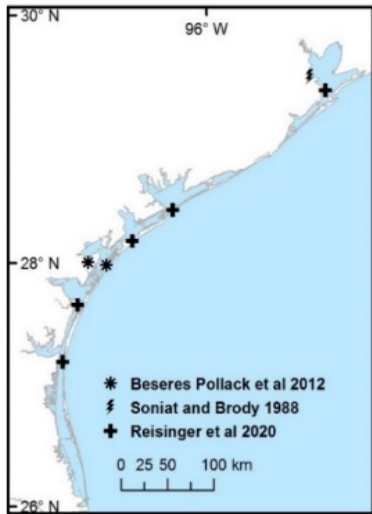 30° N
96° W
28° N
Beseres Pollack et al 2012
Soniat and Brody 1988
Reisinger et al 2020
0 25 50 100 km
26° N